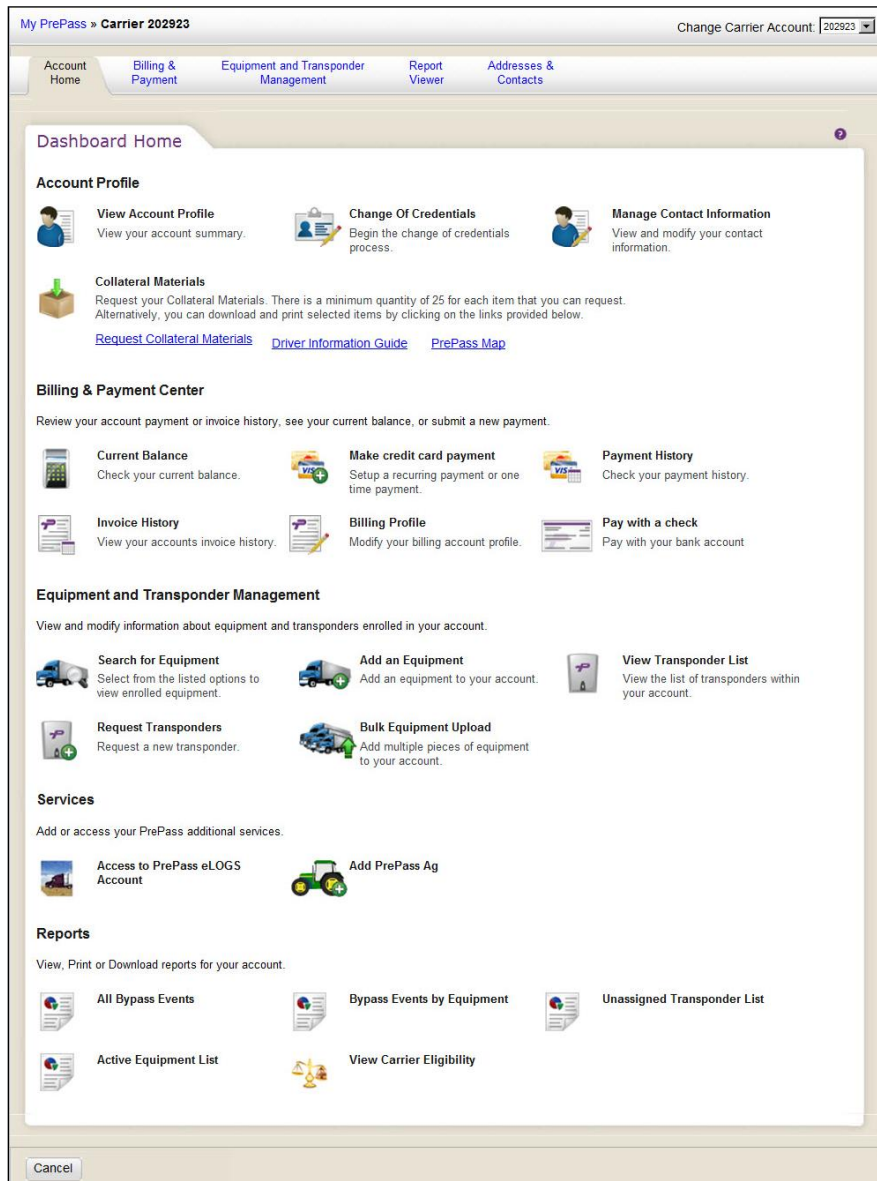 My PrePass » Carrier 202923
Change Carrier Account: 202923
Account Home
Billing & Payment
Equipment and Transponder Management
Report Viewer
Addresses & Contacts
Dashboard Home
?
Account Profile
View Account Profile
View your account summary.
Change Of Credentials
Begin the change of credentials
process.
Manage Contact Information
View and modify your contact
information.
Collateral Materials
Request your Collateral Materials. There is a minimum quantity of 25 for each item that you can request.
Alternatively, you can download and print selected items by clicking on the links provided below.
Request Collateral Materials Driver Information Guide PrePass Map
Billing & Payment Center
Review your account payment or invoice history, see your current balance, or submit a new payment.
Current Balance
Check your current balance.
VISA
Make credit card payment
Setup a recurring payment or one
time payment.
VISA
Payment History
Check your payment history.
Invoice History
View your accounts invoice history.
Billing Profile
Modify your billing account profile.
Pay with a check
Pay with your bank account
Equipment and Transponder Management
View and modify information about equipment and transponders enrolled in your account.
Search for Equipment
Select from the listed options to
view enrolled equipment.
Add an Equipment
Add an equipment to your account.
View Transponder List
View the list of transponders within
your account.
Request Transponders
Request a new transponder.
Bulk Equipment Upload
Add multiple pieces of equipment
to your account.
Services
Add or access your PrePass additional services.
Access to PrePass eLOGS
Account
Add PrePass Ag
Reports
View, Print or Download reports for your account.
All Bypass Events
Bypass Events by Equipment
Unassigned Transponder List
Active Equipment List
View Carrier Eligibility
Cancel